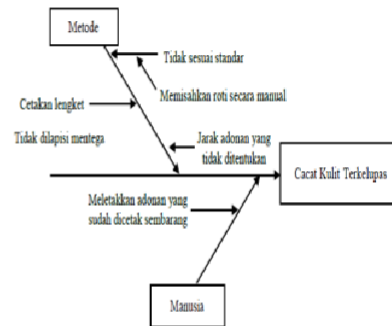 Metode
Tidak sesuai standar
Memisahkan roti secara manual
Cetakan lengket
Tidak dilapisi mentega
Jarak adonan yang
tidak ditentukan
Cacat Kulit Terkelupas
Meletakkan adonan yang
sudah dicetak sembarang
Manusia